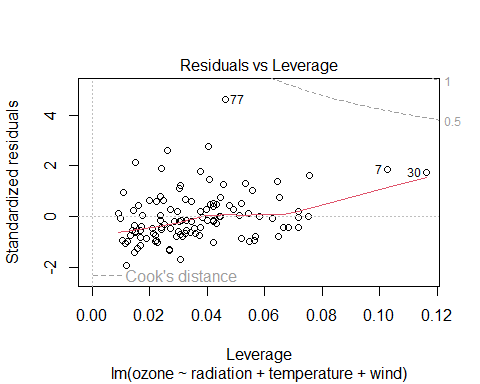 Residuals vs Leverage
Standardized residuals
4
2
0
-2
77
7
30
1
0.5
Cook's distance
0.00 0.02 0.04 0.06 0.08 0.10 0.12
Leverage
lm(ozone ~ radiation + temperature + wind)